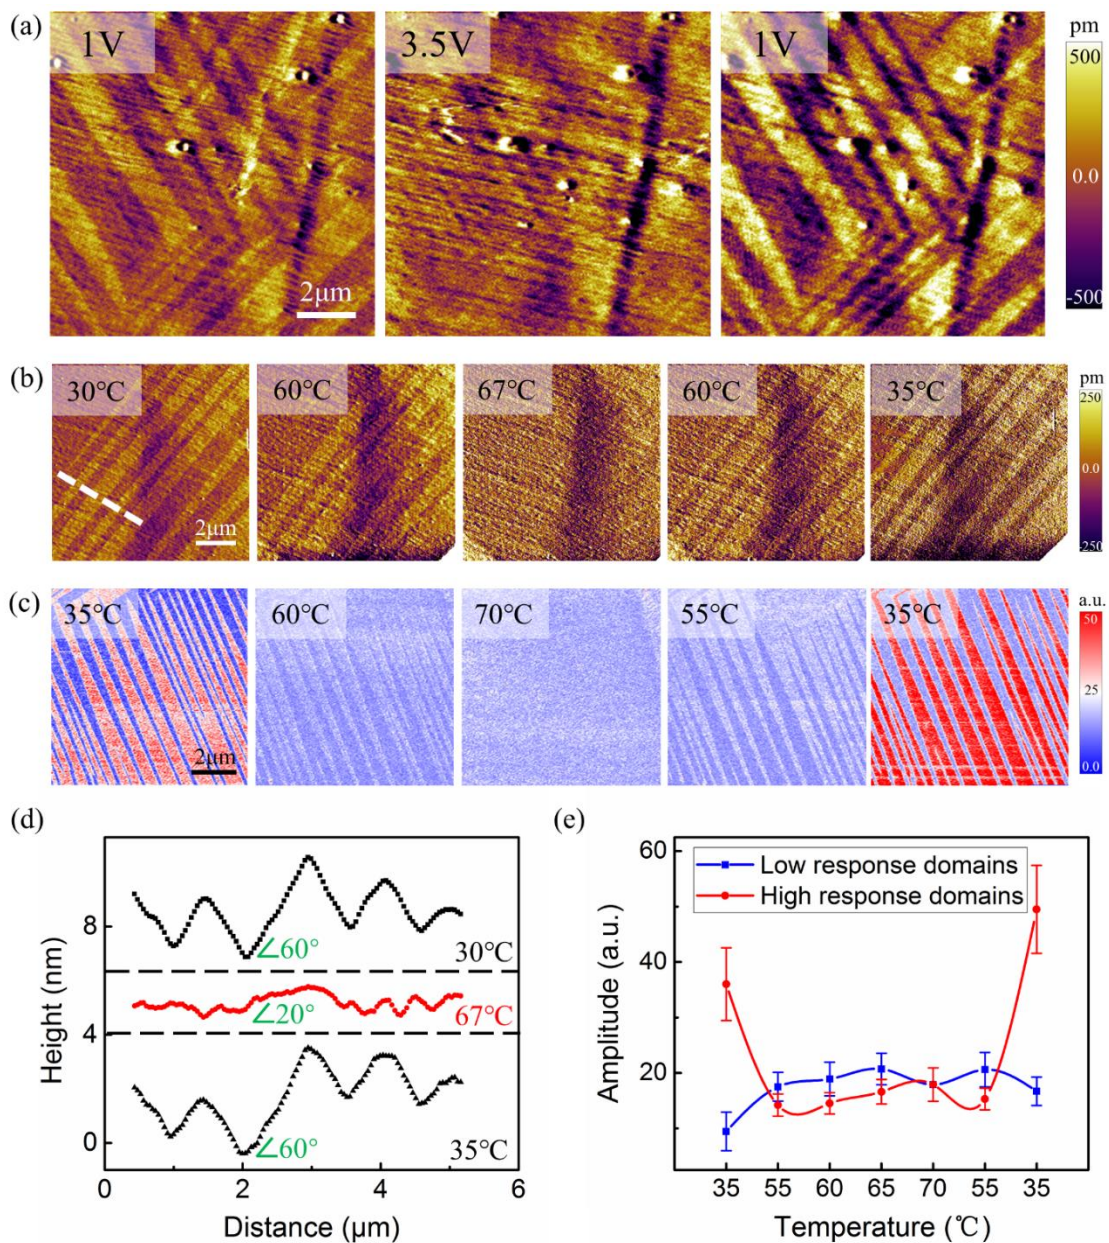 (a)
1V
3.5V
1V
pm
500
0.0
-500
2μm
(b)
30℃
60℃
67℃
60℃
35℃
pm
250
0.0
-250
2μm
(c)
35℃
60℃
70℃
55℃
35℃
a.u.
50
25
0.0
2μm
(d)
Height (nm)
8
4
0
∠60°
30℃
∠20°
67℃
∠60°
35℃
0 2 4 6
Distance (μm)
(e)
Amplitude (a.u.)
60
40
20
Low response domains
High response domains
35 55 60 65 70 55 35
Temperature (℃)